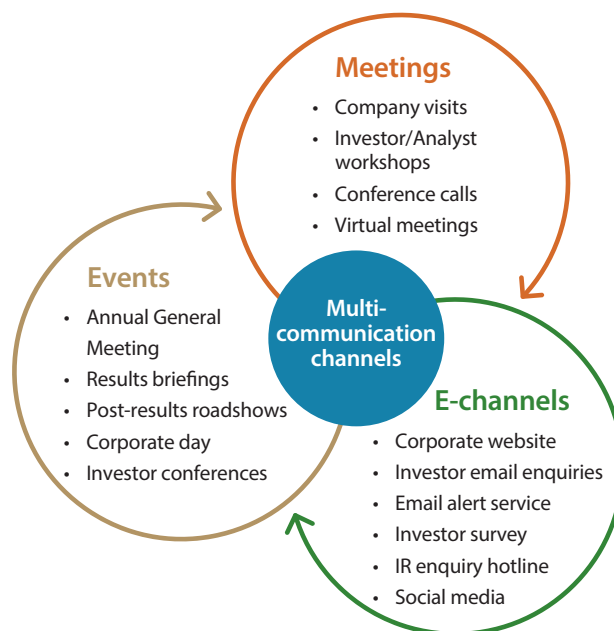 Meetings
• Company visits
• Investor/Analyst
workshops
• Conference calls
• Virtual meetings
Events
• Annual General
Meeting
• Results briefings
• Post-results roadshows
• Corporate day
• Investor conferences
Multi-
communication
channels
E-channels
• Corporate website
• Investor email enquiries
• Email alert service
• Investor survey
• IR enquiry hotline
• Social media